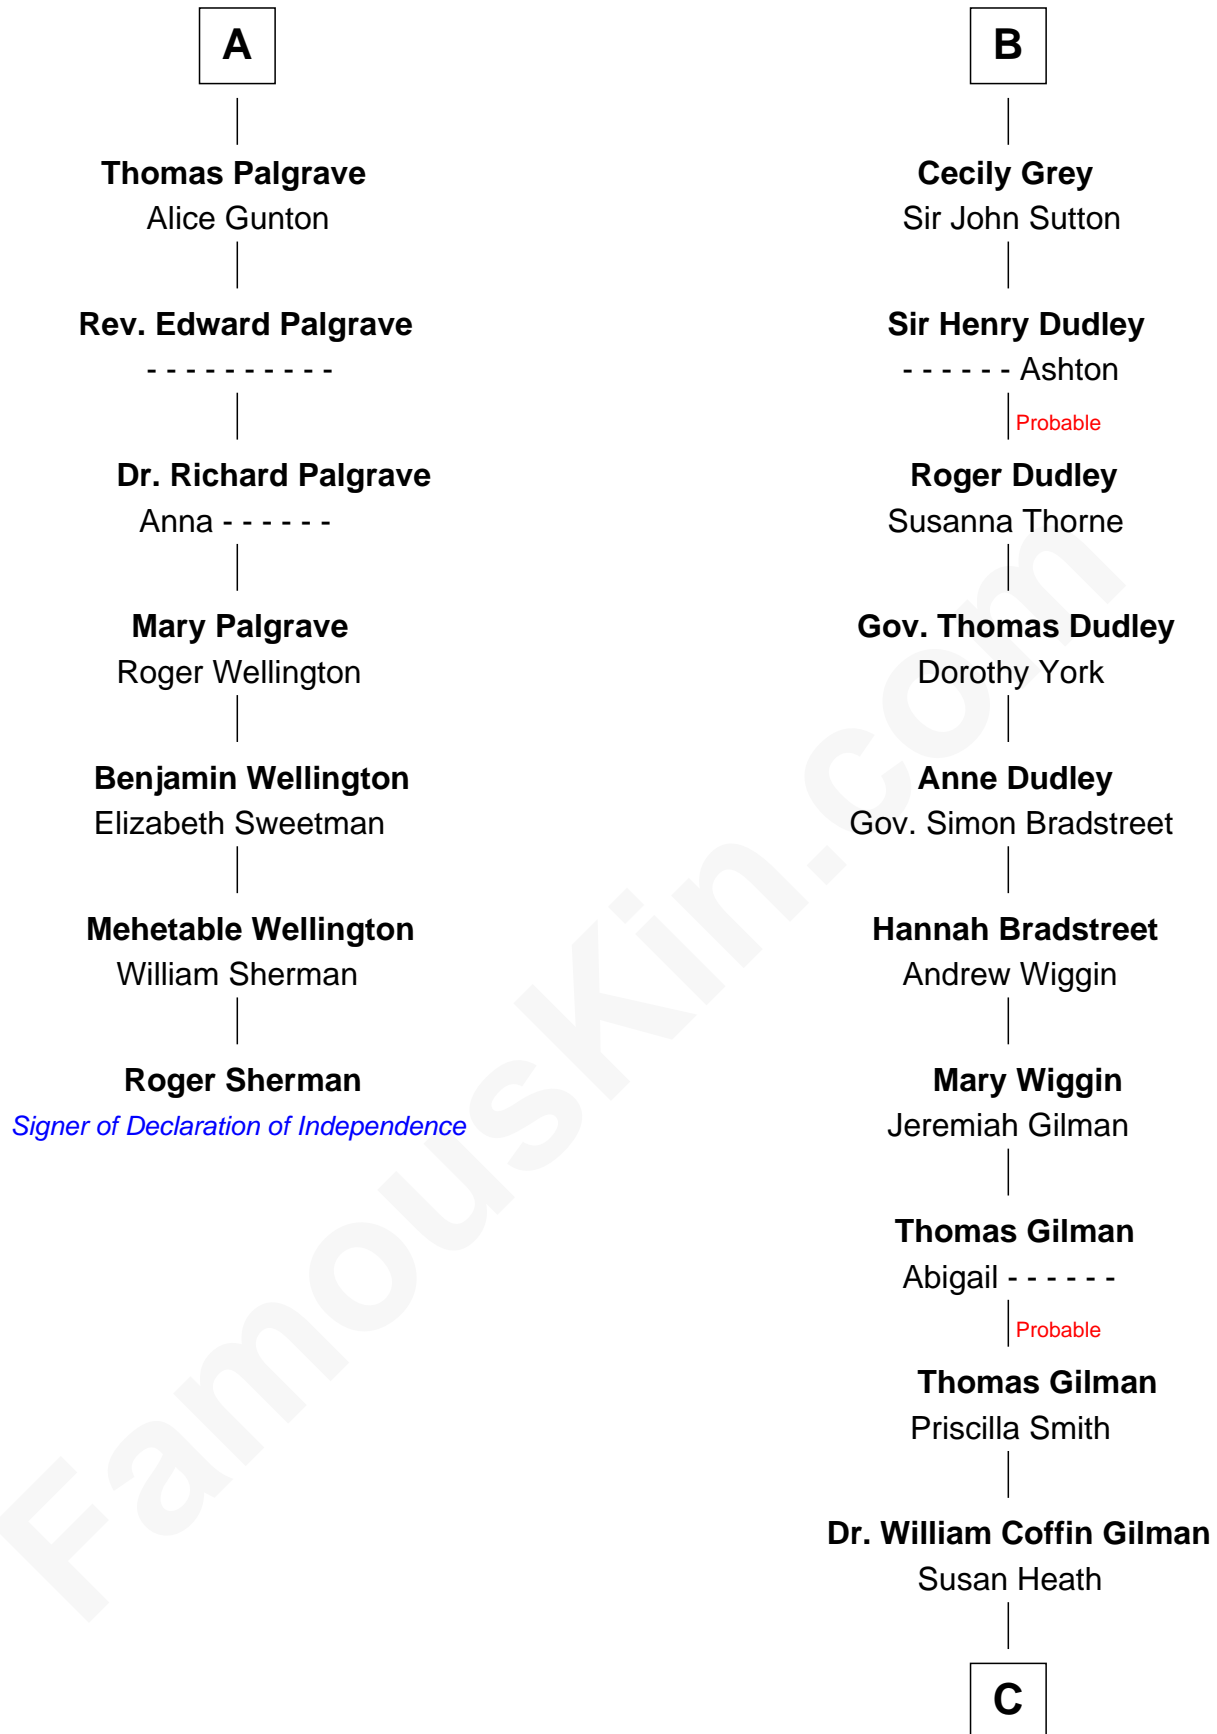 A
Thomas Palgrave
Alice Gunton
Rev. Edward Palgrave
- - - - - - - - - -
Dr. Richard Palgrave
Anna - - - - - -
Mary Palgrave
Roger Wellington
Benjamin Wellington
Elizabeth Sweetman
Mehetable Wellington
William Sherman
Roger Sherman
Signer of Declaration of Independence
B
Cecily Grey
Sir John Sutton
Sir Henry Dudley
- - - - - - Ashton
Probable
Roger Dudley
Susanna Thorne
Gov. Thomas Dudley
Dorothy York
Anne Dudley
Gov. Simon Bradstreet
Hannah Bradstreet
Andrew Wiggin
Mary Wiggin
Jeremiah Gilman
Thomas Gilman
Abigail - - - - - -
Probable
Thomas Gilman
Priscilla Smith
Dr. William Coffin Gilman
Susan Heath
C
FamousKin.com